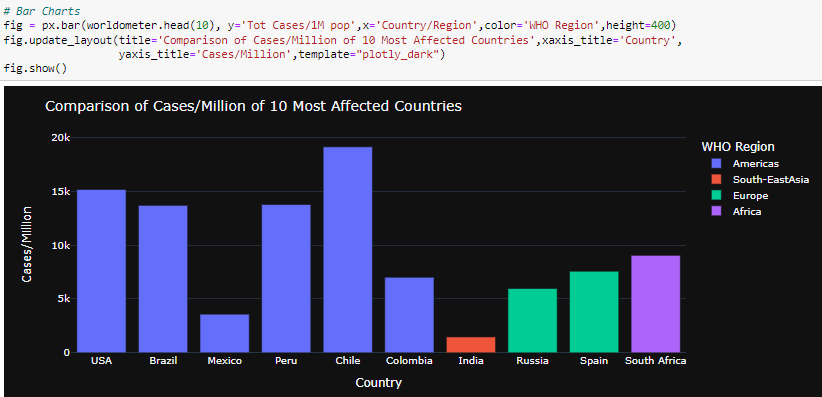 # Bar Charts
fig = px.bar(worldometer.head(10), y='Tot Cases/1M pop',x='Country/Region',color='WHO Region',height=400)
fig.update_layout(title='Comparison of Cases/Million of 10 Most Affected Countries',xaxis_title='Country',
yaxis_title='Cases/Million',template="plotly_dark")
fig.show()
Comparison of Cases/Million of 10 Most Affected Countries
20k
15k
10k
5k
0
Cases/Million
USA Brazil Mexico Peru Chile Colombia India Russia Spain South Africa
Country
WHO Region
Americas
South-EastAsia
Europe
Africa